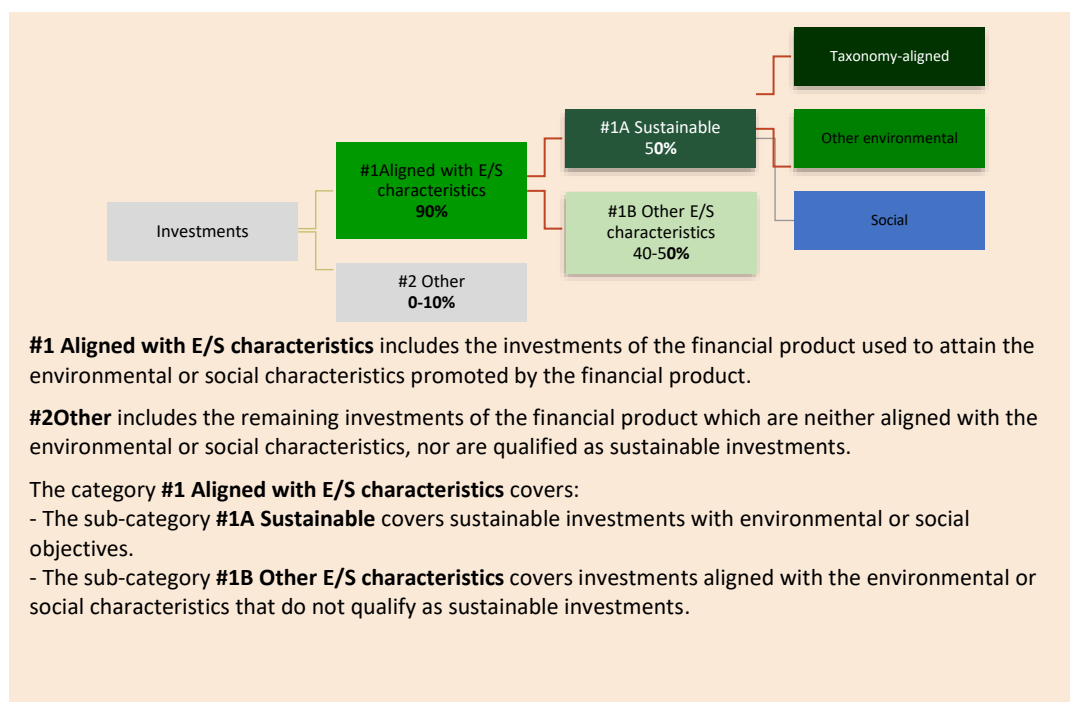 Taxonomy-aligned
#1A Sustainable
50%
Other environmental
#1Aligned with E/S
characteristics
90%
#1B Other E/S
characteristics
40-50%
Social
Investments
#2 Other
0-10%
#1 Aligned with E/S characteristics includes the investments of the financial product used to attain the
environmental or social characteristics promoted by the financial product.
#2Other includes the remaining investments of the financial product which are neither aligned with the
environmental or social characteristics, nor are qualified as sustainable investments.
The category #1 Aligned with E/S characteristics covers:
- The sub-category #1A Sustainable covers sustainable investments with environmental or social
objectives.
- The sub-category #1B Other E/S characteristics covers investments aligned with the environmental or
social characteristics that do not qualify as sustainable investments.